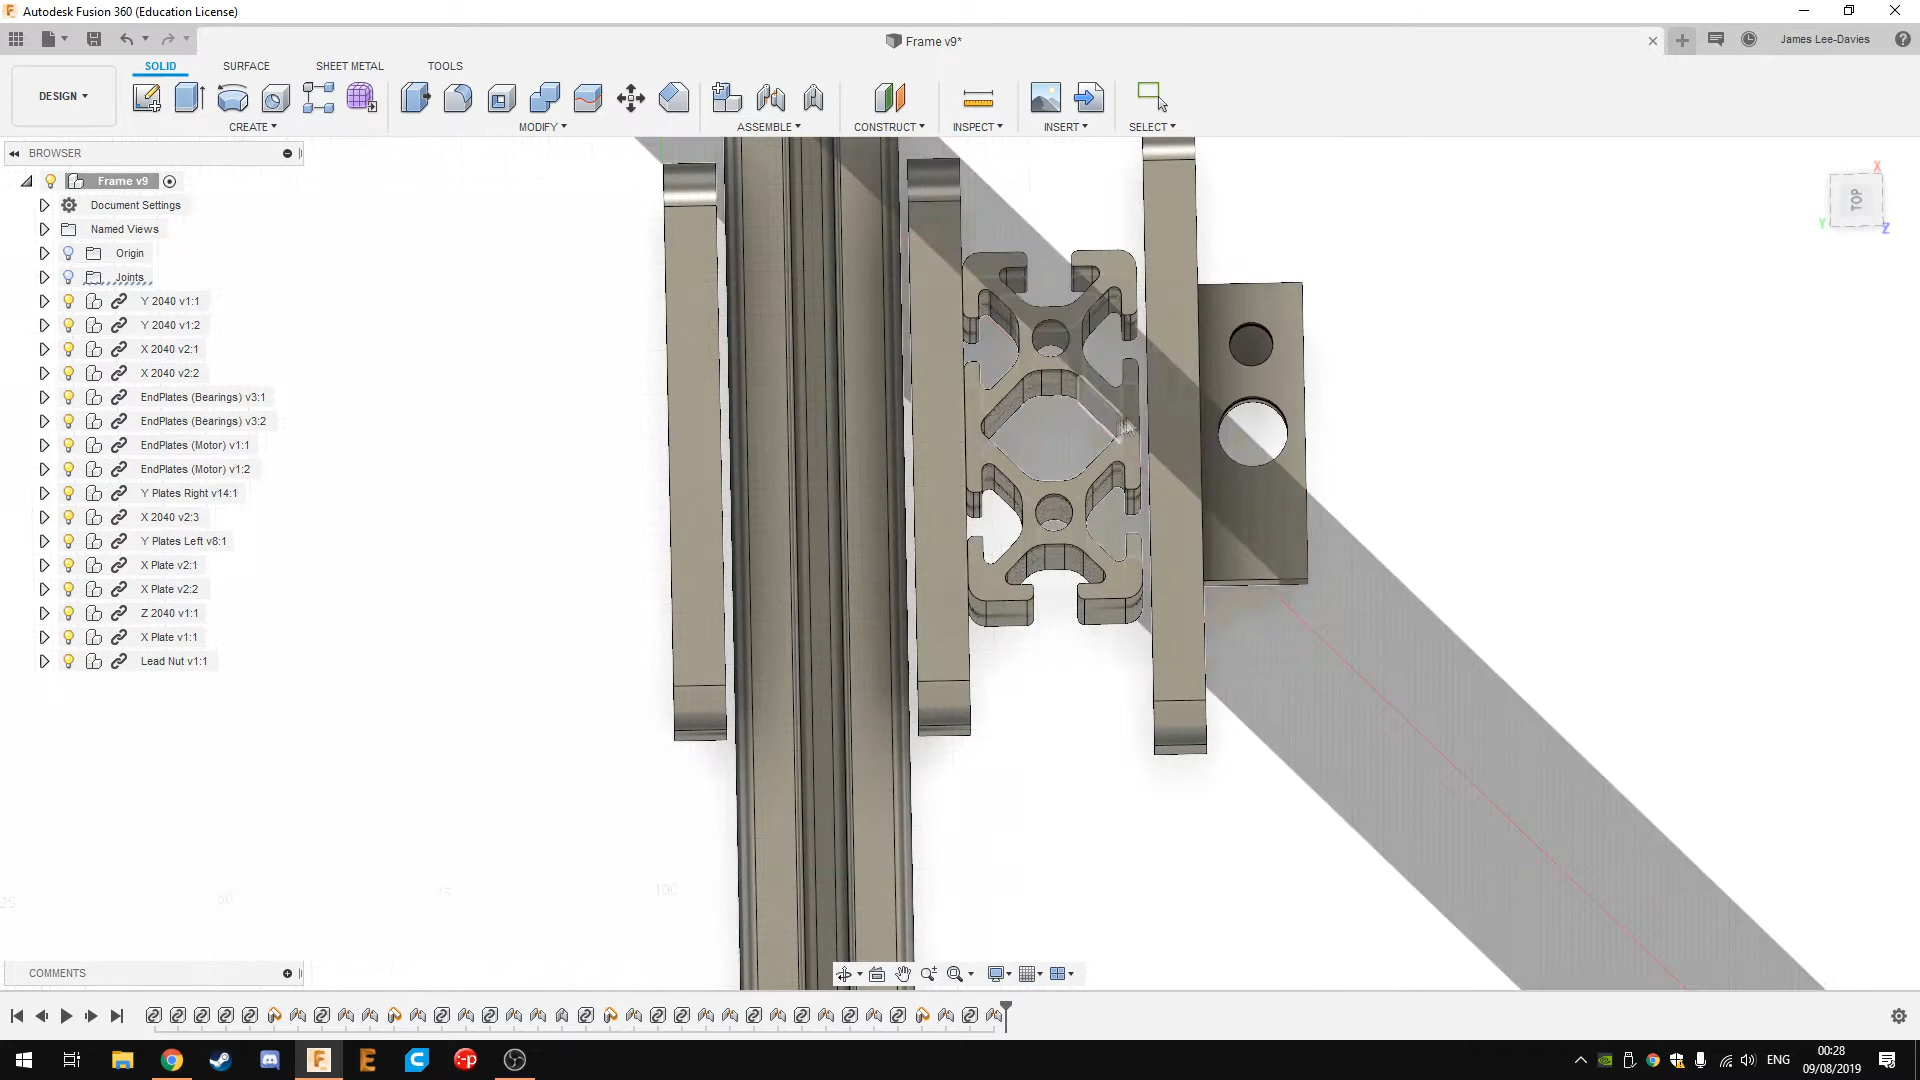 Autodesk Fusion 360 (Education License)
Frame v9*
James Lee-Davies
SOLID
SURFACE
SHEET METAL
TOOLS
DESIGN
CREATE
MODIFY
ASSEMBLE
CONSTRUCT
INSPECT
INSERT
SELECT
BROWSER
Frame v9
Document Settings
Named Views
Origin
Joints
Y 2040 v1:1
Y 2040 v1:2
X 2040 v2:1
X 2040 v2:2
EndPlates (Bearings) v3:1
EndPlates (Bearings) v3:2
EndPlates (Motor) v1:1
EndPlates (Motor) v1:2
Y Plates Right v14:1
X 2040 v2:3
Y Plates Left v8:1
X Plate v2:1
X Plate v2:2
Z 2040 v1:1
X Plate v1:1
Lead Nut v1:1
X
TOP
Y
Z
100
COMMENTS
ENG
00:28
09/08/2019